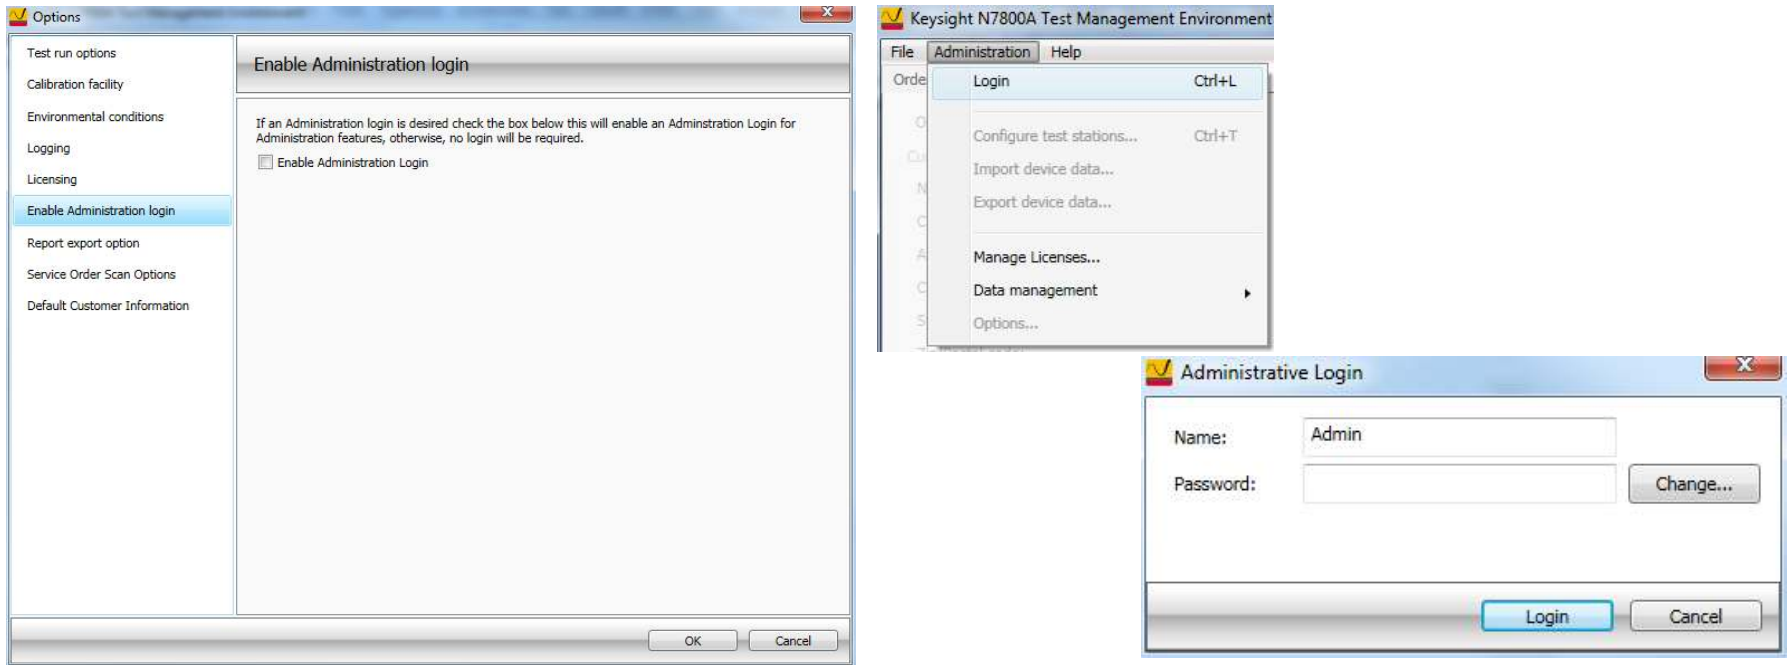 Options
Test run options
Calibration facility
Environmental conditions
Logging
Licensing
Enable Administration login
Report export option
Service Order Scan Options
Default Customer Information
Enable Administration login
If an Administration login is desired check the box below this will enable an Adminstration Login for
Administration features, otherwise, no login will be required.
Enable Administration Login
OK Cancel
Keysight N7800A Test Management Environment
File Administration Help
Orde
Login Ctrl+L
Configure test stations... Ctrl+T
Import device data...
Export device data...
Manage Licenses...
Data management
Options...
Administrative Login
Name: Admin
Password: Change...
Login Cancel